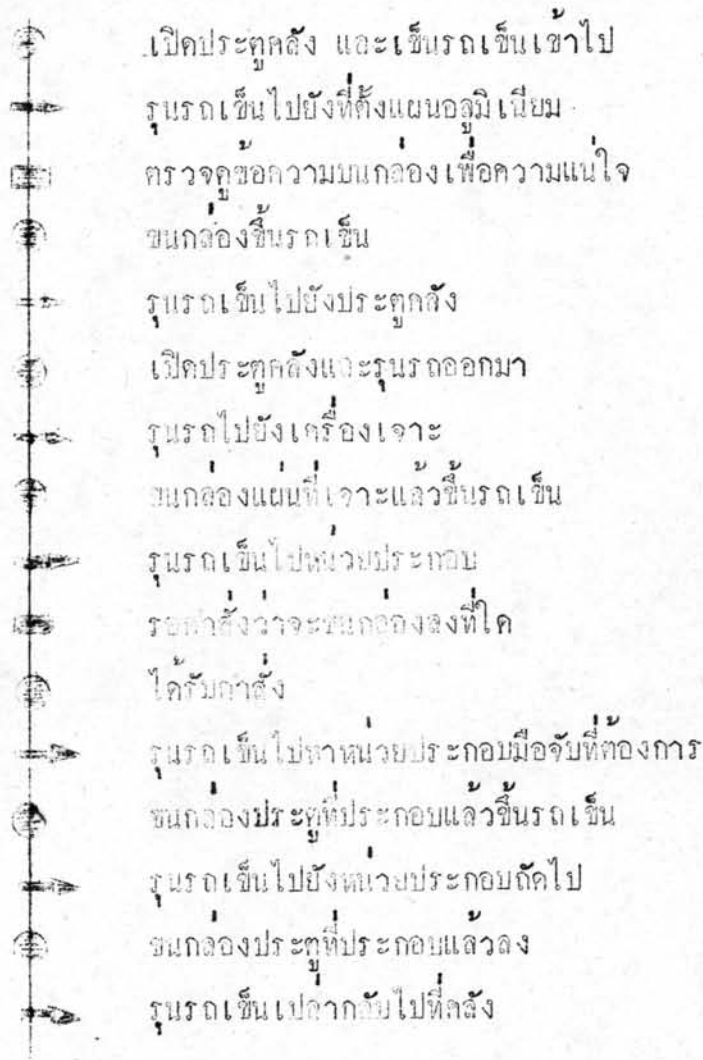 เปิดประตูคลัง และเข็นรถเข็นเข้าไป
รุนรถเข็นไปยังที่ตั้งแผนอลูมิเนียม
ตรวจดูข้อความบนกล่องเพื่อความแน่ใจ
ขนกล่องขึ้นรถเข็น
รุนรถเข็นไปยังประตูคลัง
เปิดประตูคลังและรุนรถออกมา
รุนรถไปยังเครื่องเจาะ
ขนกล่องแผ่นที่เจาะแล้วขึ้นรถเข็น
รุนรถเข็นไปหน่วยประกอบ
รอคำสั่งว่าจะขนกล่องลงที่ใด
ได้รับคำสั่ง
รุนรถเข็นไปหาหน่วยประกอบมือจับที่ต้องการ
ขนกล่องประตูที่ประกอบแล้วขึ้นรถเข็น
รุนรถเข็นไปยังหน่วยประกอบถัดไป
ขนกล่องประตูที่ประกอบแล้วลง
รุนรถเข็นเปล่ากลับไปที่คลัง